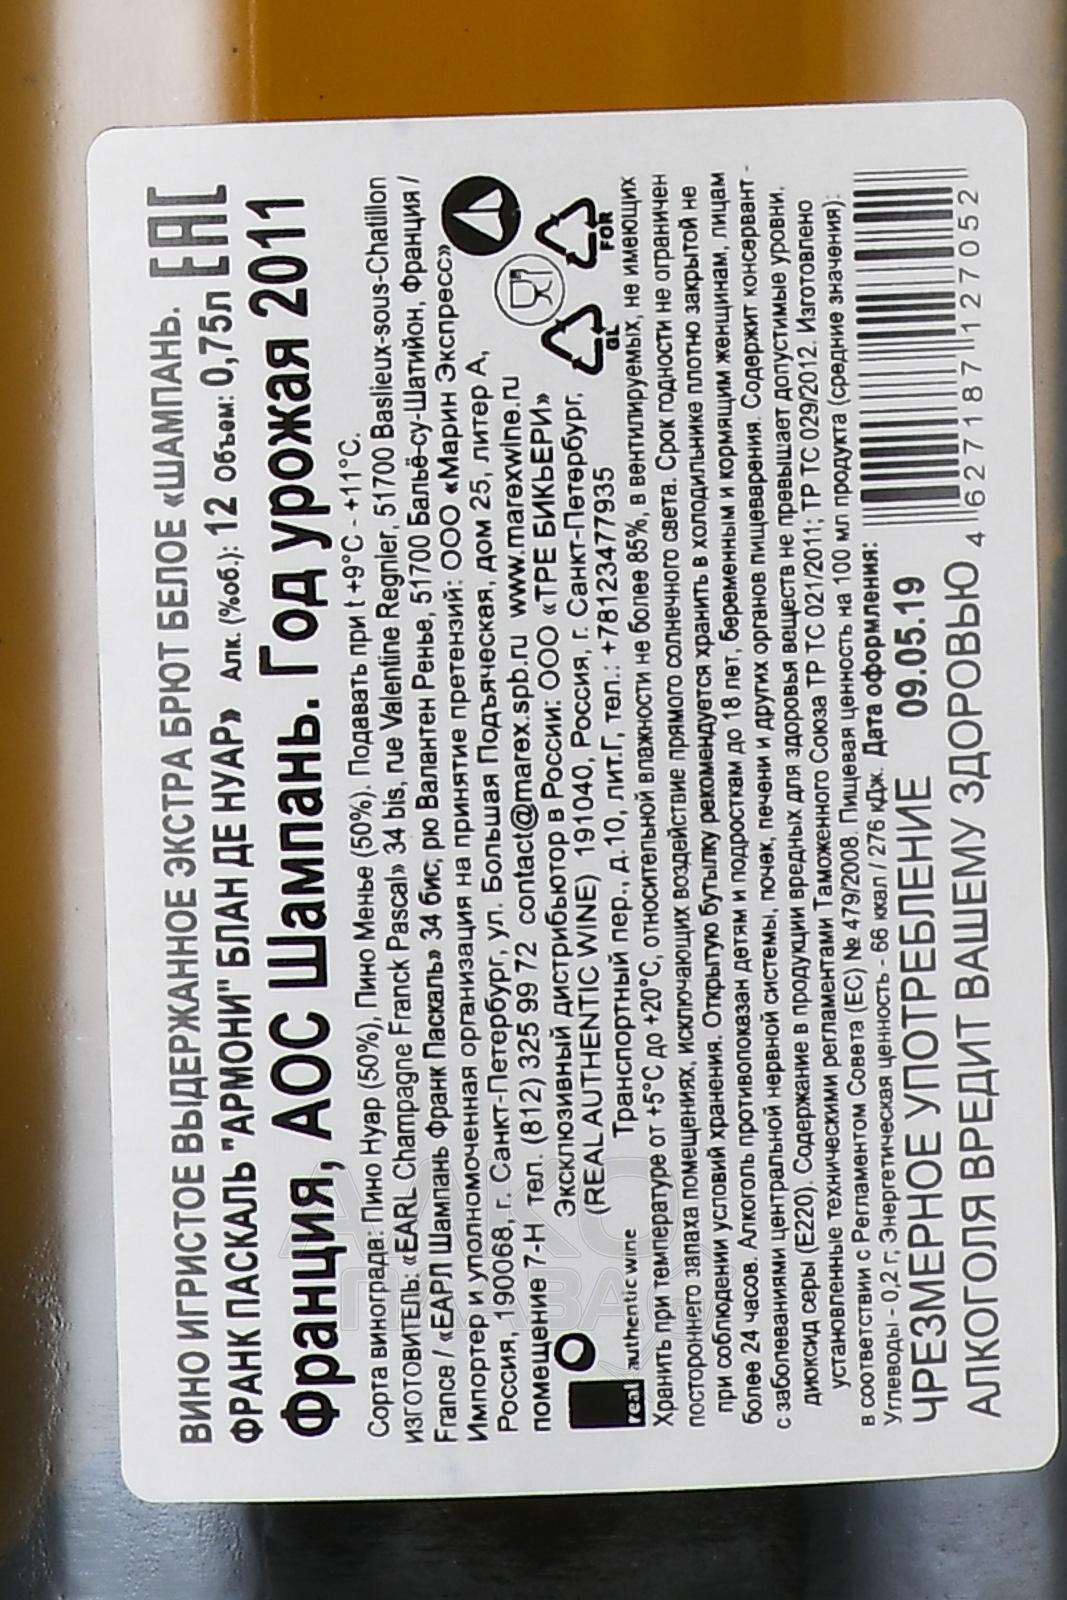 ВИНО ИГРИСТОЕ ВЫДЕРЖАННОЕ ЭКСТРА БРЮТ БЕЛОЕ «ШАМПАНЬ.
ФРАНК ПАСКАЛЬ "АРМОНИ" БЛАН ДЕ НУАР» Алк. (%об.): 12 Объем: 0,75л ЕАС
Франция, АОС Шампань. Год урожая 2011
Сорта винограда: Пино Нуар (50%), Пино Менье (50%). Подавать при t +9°C - +11°C.
изготовитель: «EARL Champagne Franck Pascal» 34 bis, rue Valentine Regnier, 51700 Baslieux-sous-Chatillon
France / «ЕАРЛ Шампань Франк Паскаль» 34 бис, рю Валантен Ренье, 51700 Бальё-су-Шатийон, Франция /
Импортер и уполномоченная организация на принятие претензий: ООО «Марин Экспресс»
Россия, 190068, г. Санкт-Петербург, ул. Большая Подъяческая, дом 25, литер А,
помещение 7-Н тел. (812) 325 99 72 contact@marex.spb.ru www.marexwine.ru
Эксклюзивный дистрибьютор в России: ООО «ТРЕ БИКЬЕРИ»
(REAL AUTHENTIC WINE) 191040, Россия, г. Санкт-Петербург,
Транспортный пер., д.10, лит.Г, тел.: +78123477935
real authentic wine
GL
FOR
Хранить при температуре от +5°C до +20°C, относительной влажности не более 85%, в вентилируемых, не имеющих
постороннего запаха помещениях, исключающих воздействие прямого солнечного света. Срок годности не ограничен
при соблюдении условий хранения. Открытую бутылку рекомендуется хранить в холодильнике плотно закрытой не
более 24 часов. Алкоголь противопоказан детям и подросткам до 18 лет, беременным и кормящим женщинам, лицам
с заболеваниями центральной нервной системы, почек, печени и других органов пищеварения. Содержит консервант -
диоксид серы (Е220). Содержание в продукции вредных для здоровья веществ не превышает допустимые уровни,
установленные техническими регламентами Таможенного Союза ТР ТС 021/2011; ТР ТС 029/2012. Изготовлено
в соответствии с Регламентом Совета (ЕС) № 479/2008. Пищевая ценность на 100 мл продукта (средние значения):
Углеводы - 0,2 г, Энергетическая ценность - 66 ккал / 276 кДж. Дата оформления:
ЧРЕЗМЕРНОЕ УПОТРЕБЛЕНИЕ 09.05.19
АЛКОГОЛЯ ВРЕДИТ ВАШЕМУ ЗДОРОВЬЮ
4 627187 127052